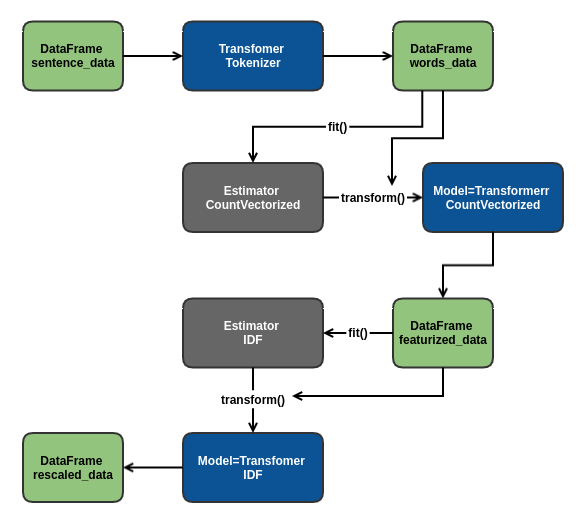 DataFrame
sentence_data
Transfomer
Tokenizer
DataFrame
words_data
fit()
Estimator
CountVectorized
transform()
Model=Transformerr
CountVectorized
Estimator
IDF
fit()
DataFrame
featurized_data
transform()
DataFrame
rescaled_data
Model=Transfomer
IDF